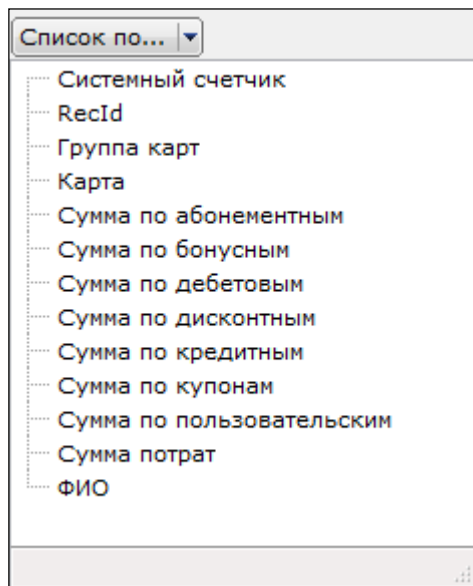 Список по...
Системный счетчик
RecId
Группа карт
Карта
Сумма по абонементным
Сумма по бонусным
Сумма по дебетовым
Сумма по дисконтным
Сумма по кредитным
Сумма по купонам
Сумма по пользовательским
Сумма потрат
ФИО